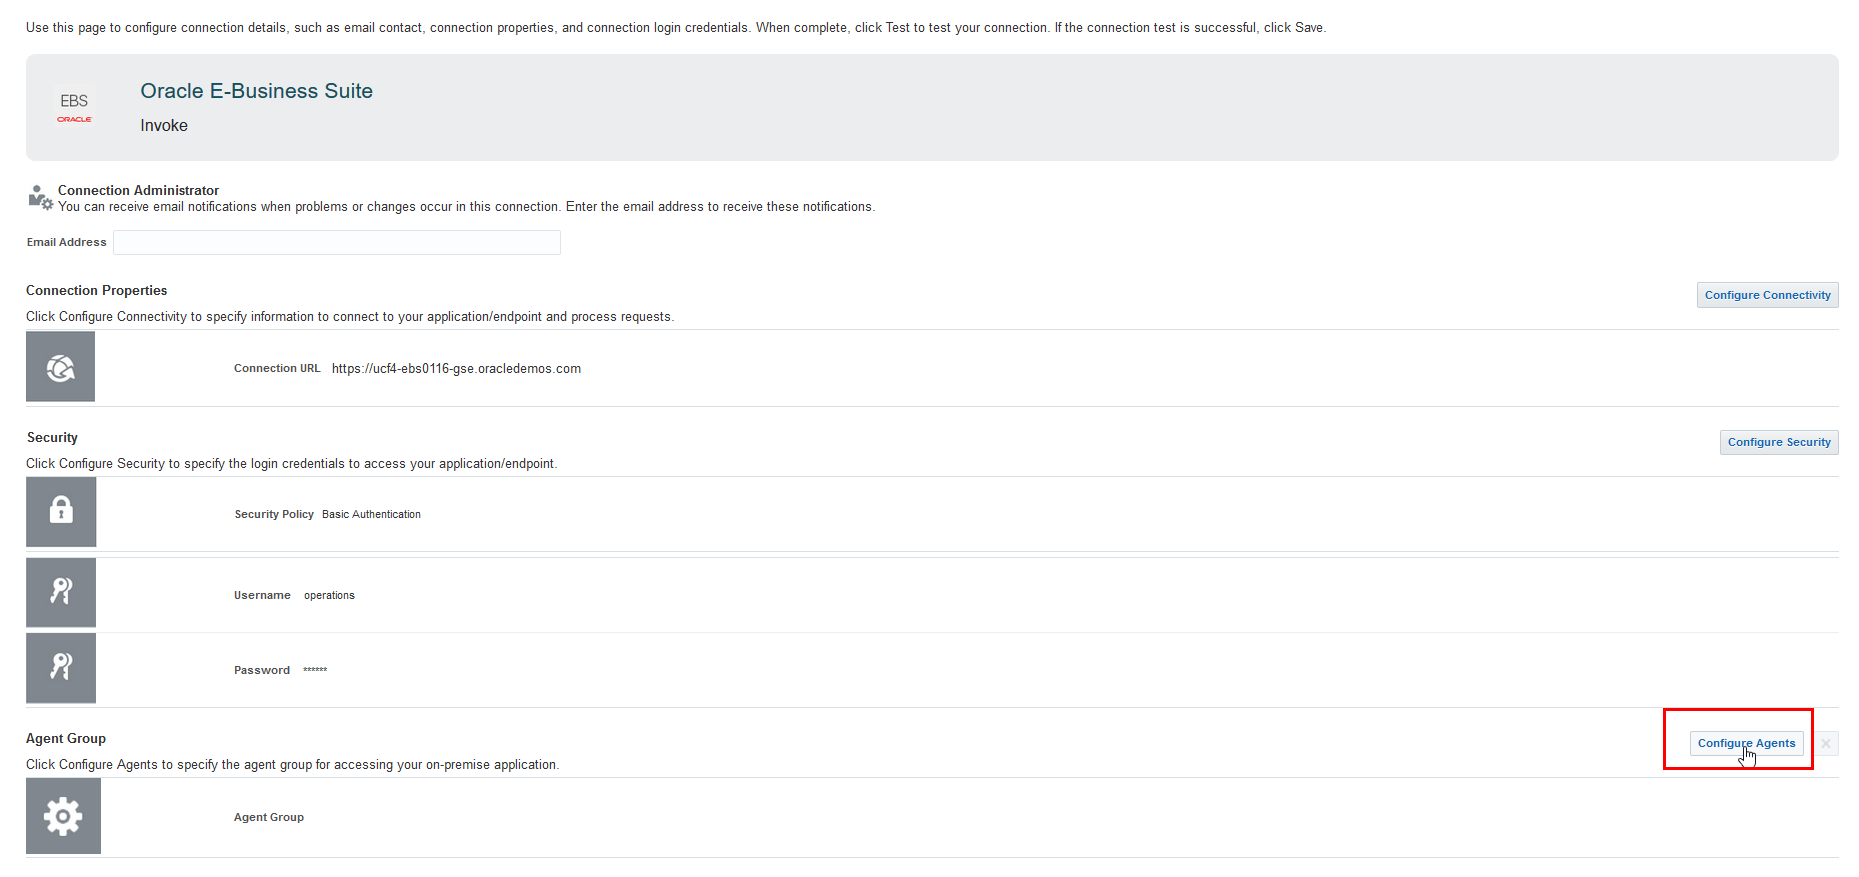 Use this page to configure connection details, such as email contact, connection properties, and connection login credentials. When complete, click Test to test your connection. If the connection test is successful, click Save.
EBS
ORACLE
Oracle E-Business Suite
Invoke
Connection Administrator
You can receive email notifications when problems or changes occur in this connection. Enter the email address to receive these notifications.
Email Address
Connection Properties
Configure Connectivity
Click Configure Connectivity to specify information to connect to your application/endpoint and process requests.
Connection URL https://ucf4-ebs0116-gse.oracledemos.com
Security
Configure Security
Click Configure Security to specify the login credentials to access your application/endpoint.
Security Policy Basic Authentication
Username operations
Password ******
Agent Group
Configure Agents
Click Configure Agents to specify the agent group for accessing your on-premise application.
Agent Group